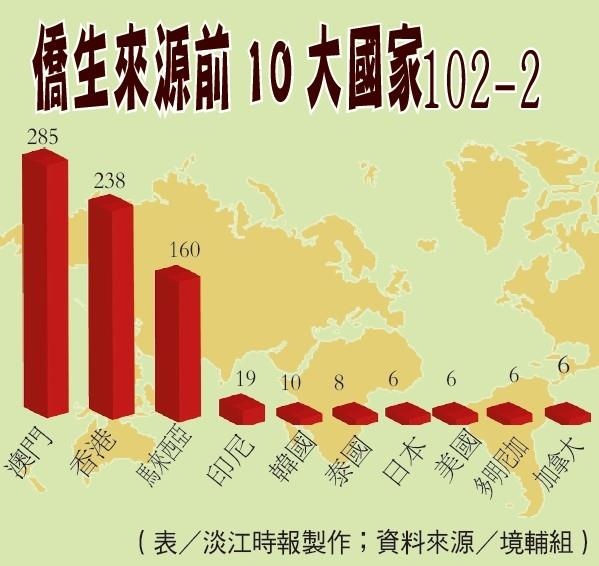 僑生來源前 10 大國家102-2
285
238
160
19
10
8
6
6
6
6
澳門
香港
馬來西亞
印尼
韓國
泰國
日本
美國
多明尼加
加拿大
（表／淡江時報製作；資料來源／境輔組）